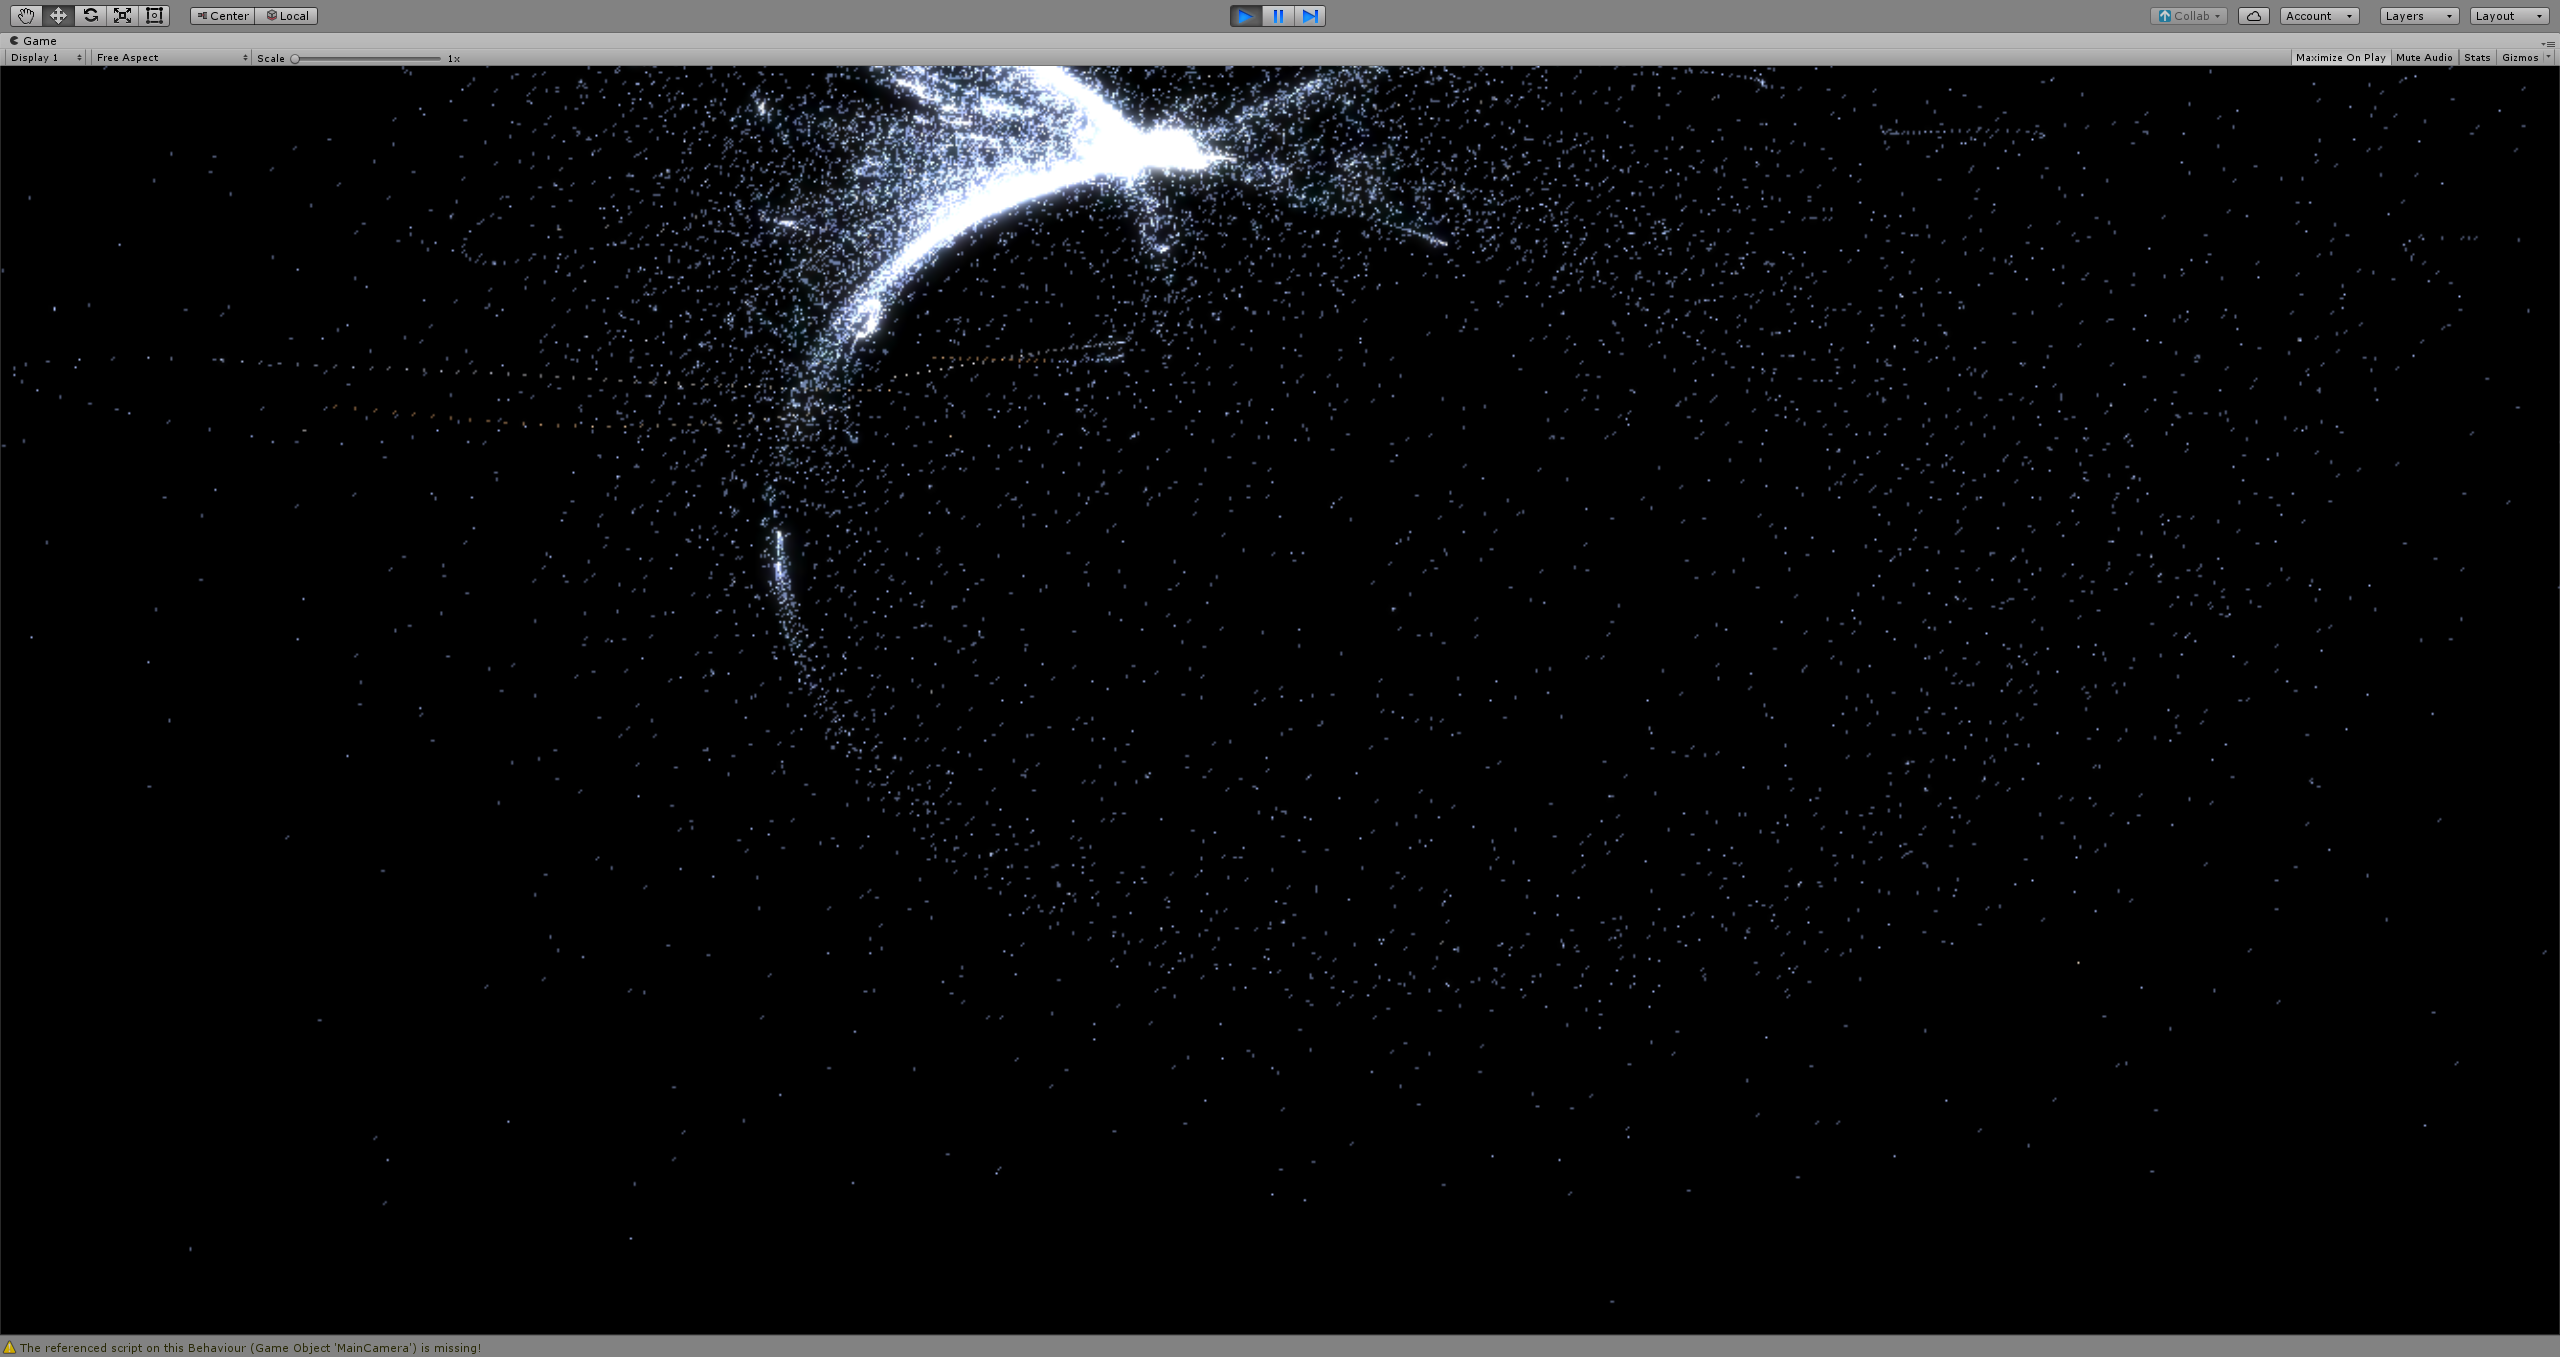 Center Local Collab Account Layers Layout
Game
Display 1 Free Aspect Scale 1x Maximize On Play Mute Audio Stats Gizmos
The referenced script on this Behaviour (Game Object 'MainCamera') is missing!